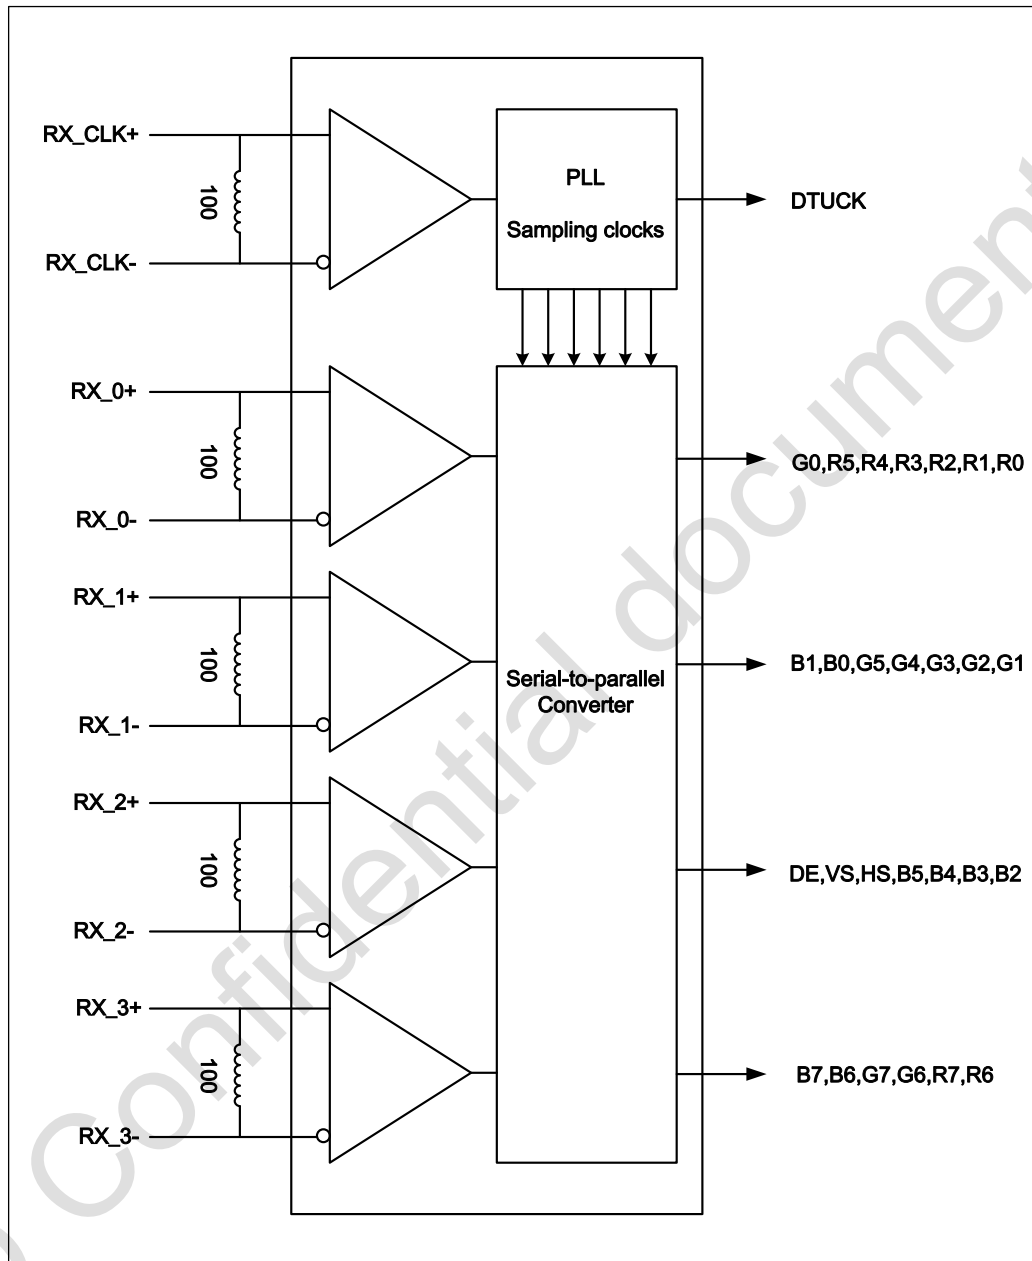 RX_CLK+
100
RX_CLK-
PLL
Sampling clocks
DTUCK
RX_0+
100
RX_0-
G0,R5,R4,R3,R2,R1,R0
RX_1+
100
RX_1-
Serial-to-parallel
Converter
B1,B0,G5,G4,G3,G2,G1
RX_2+
100
RX_2-
DE,VS,HS,B5,B4,B3,B2
RX_3+
100
RX_3-
B7,B6,G7,G6,R7,R6
Confidential document